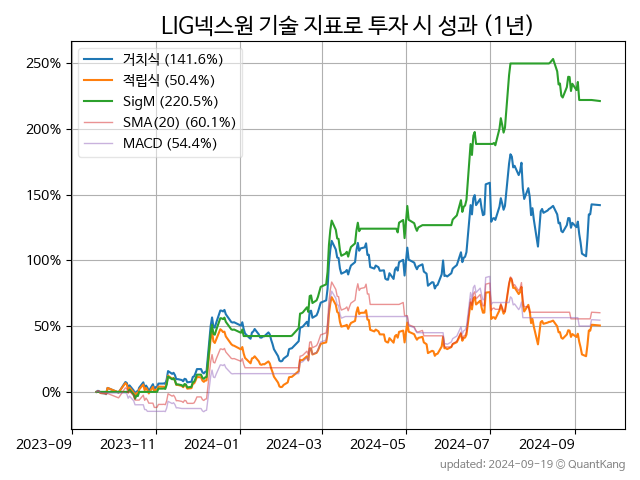 LIG넥스원 기술 지표로 투자 시 성과 (1년)
거치식 (141.6%)
적립식 (50.4%)
SigM (220.5%)
SMA(20) (60.1%)
MACD (54.4%)
250%
200%
150%
100%
50%
0%
2023-09 2023-11 2024-01 2024-03 2024-05 2024-07 2024-09
updated: 2024-09-19 © QuantKang